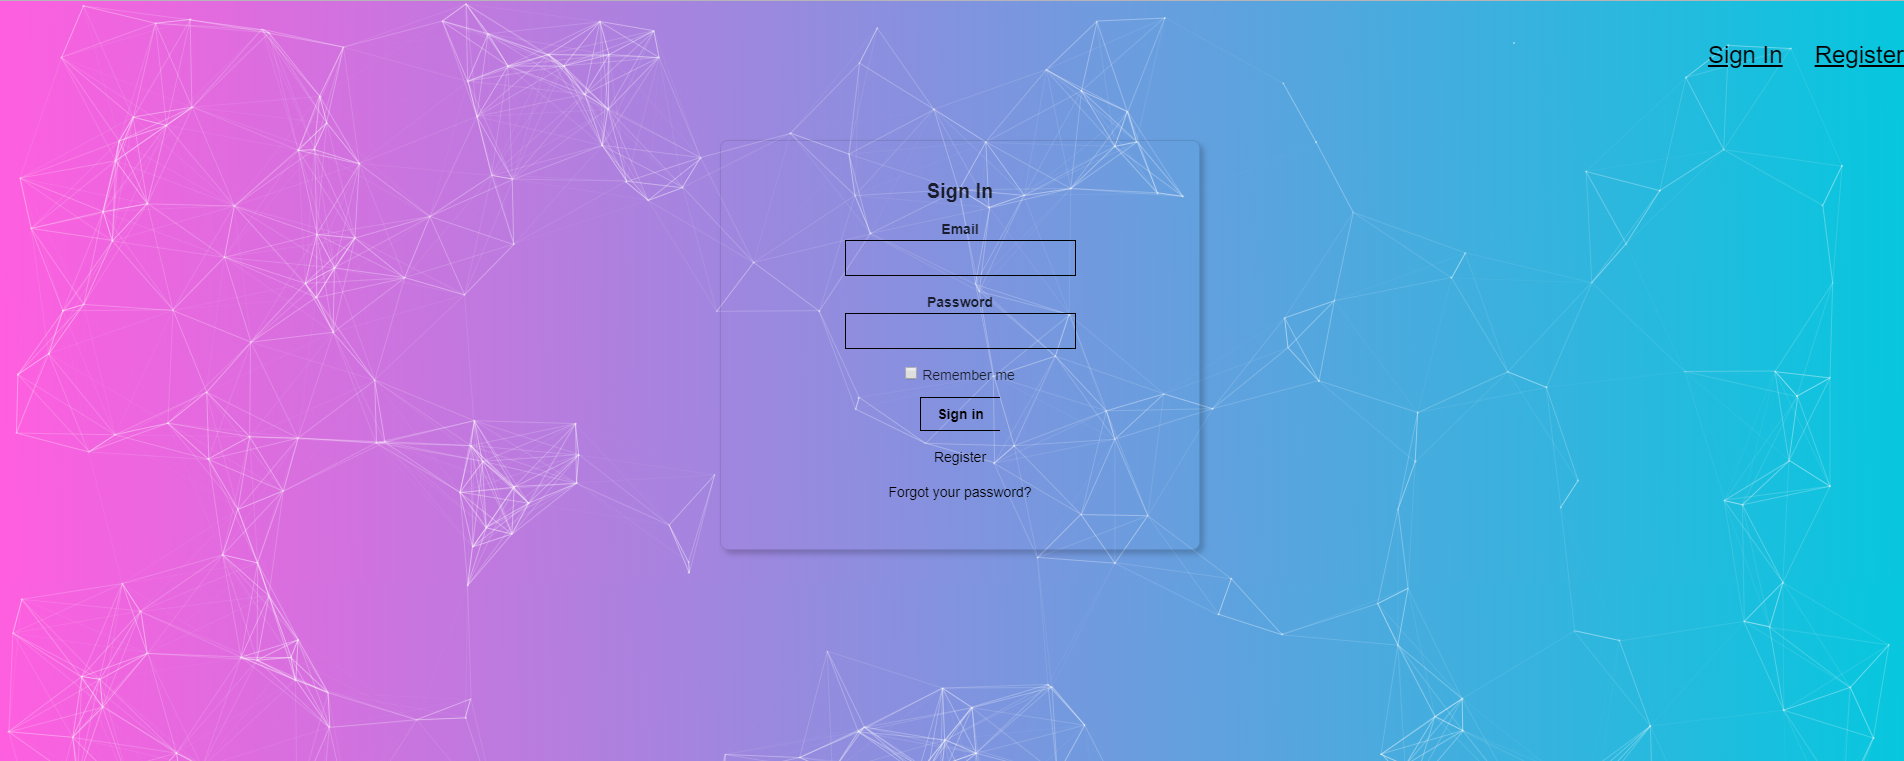 Sign In Register
Sign In
Email
Password
Remember me
Sign in
Register
Forgot your password?